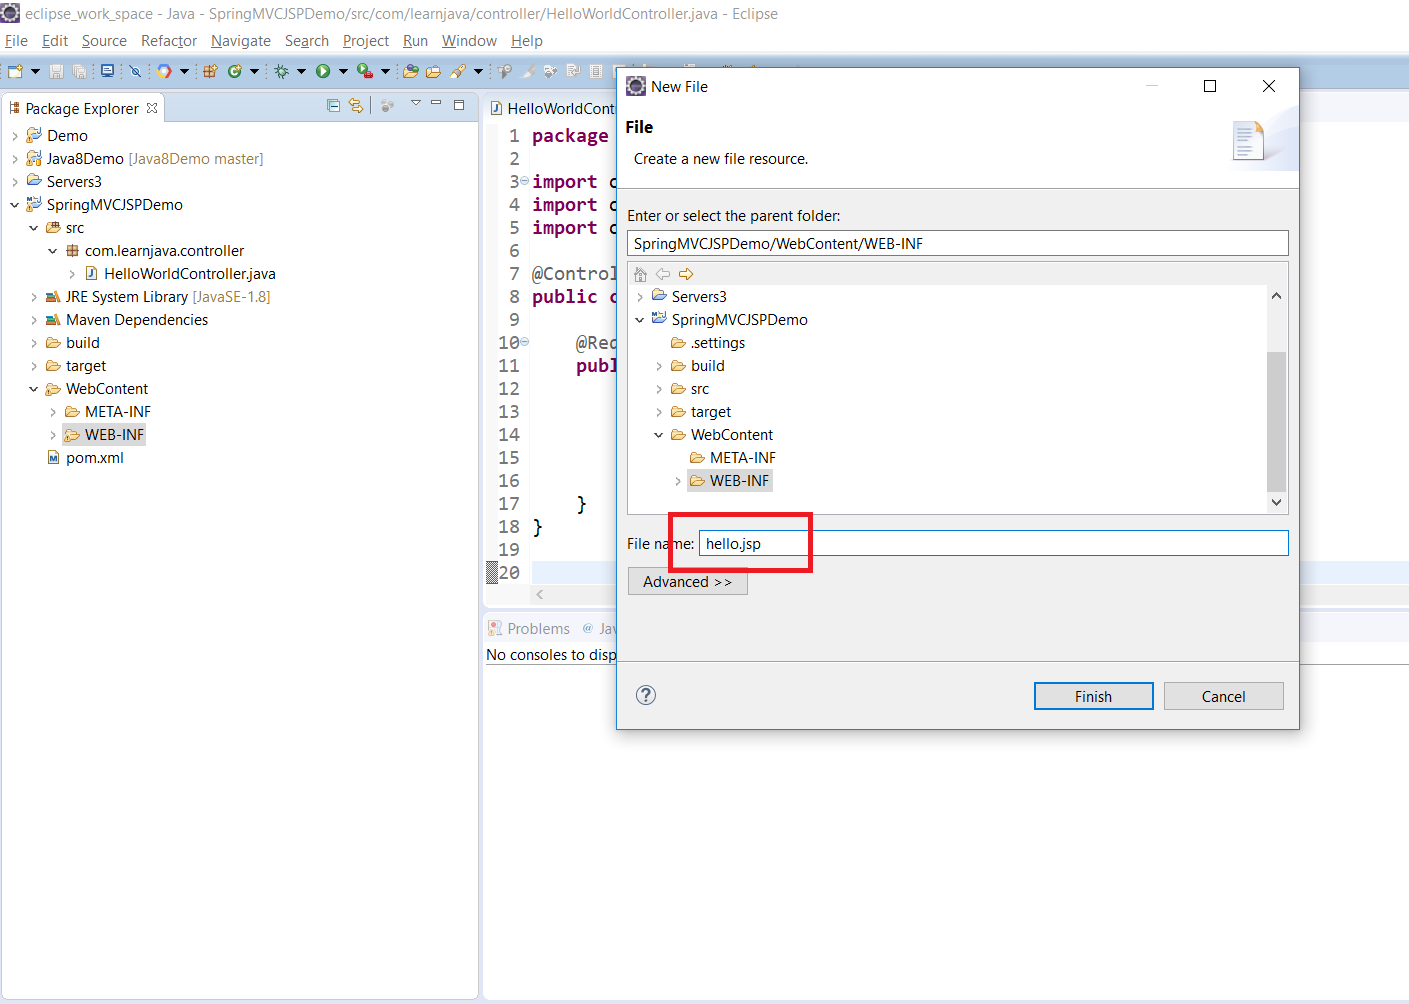 eclipse_work_space - Java - SpringMVCJSPDemo/src/com/learnjava/controller/HelloWorldController.java - Eclipse
File Edit Source Refactor Navigate Search Project Run Window Help
Package Explorer
Demo
Java8Demo [Java8Demo master]
Servers3
SpringMVCJSPDemo
src
com.learnjava.controller
HelloWorldController.java
JRE System Library [JavaSE-1.8]
Maven Dependencies
build
target
WebContent
META-INF
WEB-INF
pom.xml
HelloWorldCont
1 package
2
3 import
4 import
5 import
6
7 @Control
8 public
9
10 @Req
11 publ
12
13
14
15
16
17 }
18 }
19
20
Problems @ Jav
No consoles to disp
New File
File
Create a new file resource.
Enter or select the parent folder:
SpringMVCJSPDemo/WebContent/WEB-INF
Servers3
SpringMVCJSPDemo
.settings
build
src
target
WebContent
META-INF
WEB-INF
File name: hello.jsp
Advanced >>
?
Finish Cancel